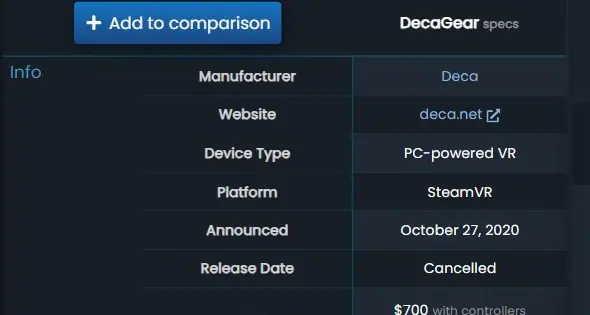 + Add to comparison DecaGear specs
Info
Manufacturer Deca
Website deca.net
Device Type PC-powered VR
Platform SteamVR
Announced October 27, 2020
Release Date Cancelled
$700 with controllers